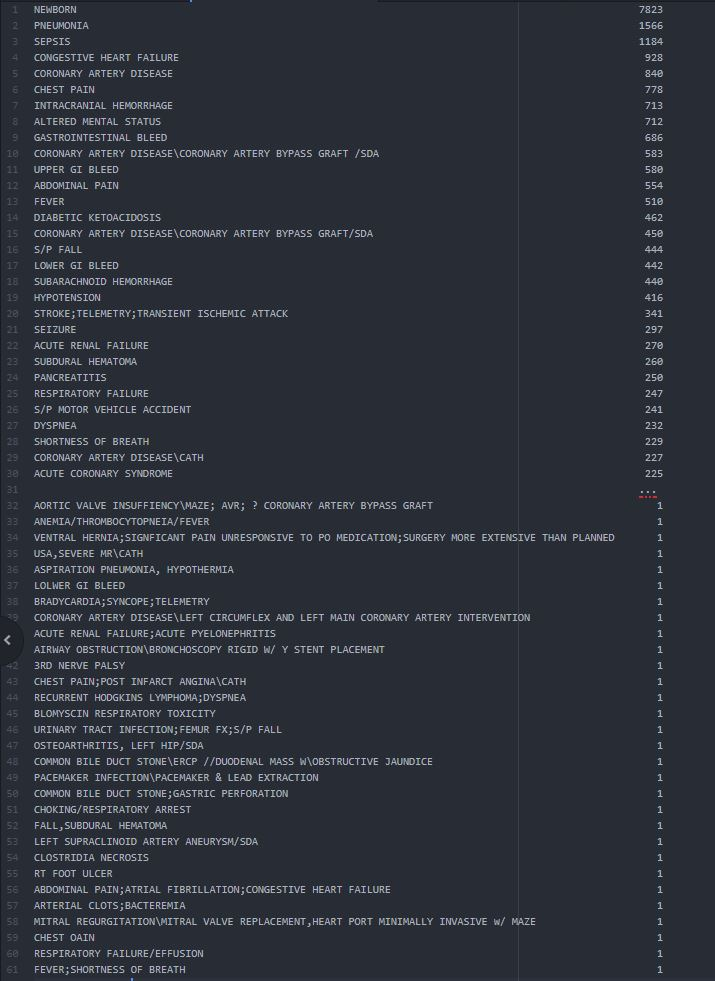 1 NEWBORN 7823
2 PNEUMONIA 1566
3 SEPSIS 1184
4 CONGESTIVE HEART FAILURE 928
5 CORONARY ARTERY DISEASE 840
6 CHEST PAIN 778
7 INTRACRANIAL HEMORRHAGE 713
8 ALTERED MENTAL STATUS 712
9 GASTROINTESTINAL BLEED 686
10 CORONARY ARTERY DISEASE\CORONARY ARTERY BYPASS GRAFT /SDA 583
11 UPPER GI BLEED 580
12 ABDOMINAL PAIN 554
13 FEVER 510
14 DIABETIC KETOACIDOSIS 462
15 CORONARY ARTERY DISEASE\CORONARY ARTERY BYPASS GRAFT/SDA 450
16 S/P FALL 444
17 LOWER GI BLEED 442
18 SUBARACHNOID HEMORRHAGE 440
19 HYPOTENSION 416
20 STROKE;TELEMETRY;TRANSIENT ISCHEMIC ATTACK 341
21 SEIZURE 297
22 ACUTE RENAL FAILURE 270
23 SUBDURAL HEMATOMA 260
24 PANCREATITIS 250
25 RESPIRATORY FAILURE 247
26 S/P MOTOR VEHICLE ACCIDENT 241
27 DYSPNEA 232
28 SHORTNESS OF BREATH 229
29 CORONARY ARTERY DISEASE\CATH 227
30 ACUTE CORONARY SYNDROME 225
31 ...
32 AORTIC VALVE INSUFFIENCY\MAZE; AVR; ? CORONARY ARTERY BYPASS GRAFT 1
33 ANEMIA/THROMBOCYTOPNEIA/FEVER 1
34 VENTRAL HERNIA;SIGNFICANT PAIN UNRESPONSIVE TO PO MEDICATION;SURGERY MORE EXTENSIVE THAN PLANNED 1
35 USA,SEVERE MR\CATH 1
36 ASPIRATION PNEUMONIA, HYPOTHERMIA 1
37 LOLWER GI BLEED 1
38 BRADYCARDIA;SYNCOPE;TELEMETRY 1
39 CORONARY ARTERY DISEASE\LEFT CIRCUMFLEX AND LEFT MAIN CORONARY ARTERY INTERVENTION 1
ACUTE RENAL FAILURE;ACUTE PYELONEPHRITIS 1
AIRWAY OBSTRUCTION\BRONCHOSCOPY RIGID W/ Y STENT PLACEMENT 1
42 3RD NERVE PALSY 1
43 CHEST PAIN;POST INFARCT ANGINA\CATH 1
44 RECURRENT HODGKINS LYMPHOMA;DYSPNEA 1
45 BLOMYSCIN RESPIRATORY TOXICITY 1
46 URINARY TRACT INFECTION;FEMUR FX;S/P FALL 1
47 OSTEOARTHRITIS, LEFT HIP/SDA 1
48 COMMON BILE DUCT STONE\ERCP //DUODENAL MASS W\OBSTRUCTIVE JAUNDICE 1
49 PACEMAKER INFECTION\PACEMAKER & LEAD EXTRACTION 1
50 COMMON BILE DUCT STONE;GASTRIC PERFORATION 1
51 CHOKING/RESPIRATORY ARREST 1
52 FALL,SUBDURAL HEMATOMA 1
53 LEFT SUPRACLINOID ARTERY ANEURYSM/SDA 1
54 CLOSTRIDIA NECROSIS 1
55 RT FOOT ULCER 1
56 ABDOMINAL PAIN;ATRIAL FIBRILLATION;CONGESTIVE HEART FAILURE 1
57 ARTERIAL CLOTS;BACTEREMIA 1
58 MITRAL REGURGITATION\MITRAL VALVE REPLACEMENT,HEART PORT MINIMALLY INVASIVE w/ MAZE 1
59 CHEST OAIN 1
60 RESPIRATORY FAILURE/EFFUSION 1
61 FEVER;SHORTNESS OF BREATH 1